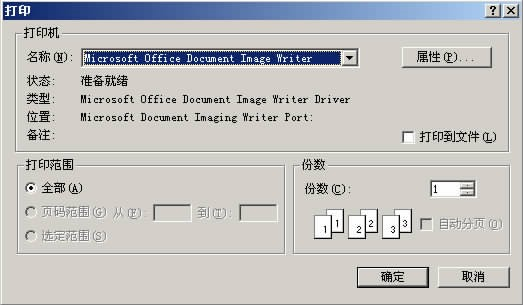 打印
打印机
名称(N): Microsoft Office Document Image Writer 属性(P)...
状态: 准备就绪
类型: Microsoft Office Document Image Writer Driver
位置: Microsoft Document Imaging Writer Port:
备注: 打印到文件(L)
打印范围
全部(A)
页码范围(G) 从(F): 到(T):
选定范围(S)
份数
份数(C): 1
1 1 2 2 3 3 自动分页(O)
确定 取消